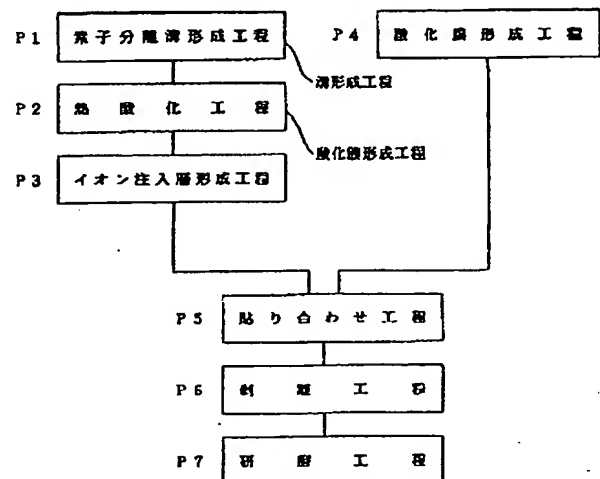 P1 素子分離溝形成工程
P4 酸化膜形成工程
溝形成工程
P2 熱酸化工程
酸化膜形成工程
P3 イオン注入層形成工程
P5 貼り合わせ工程
P6 剥離工程
P7 研磨工程